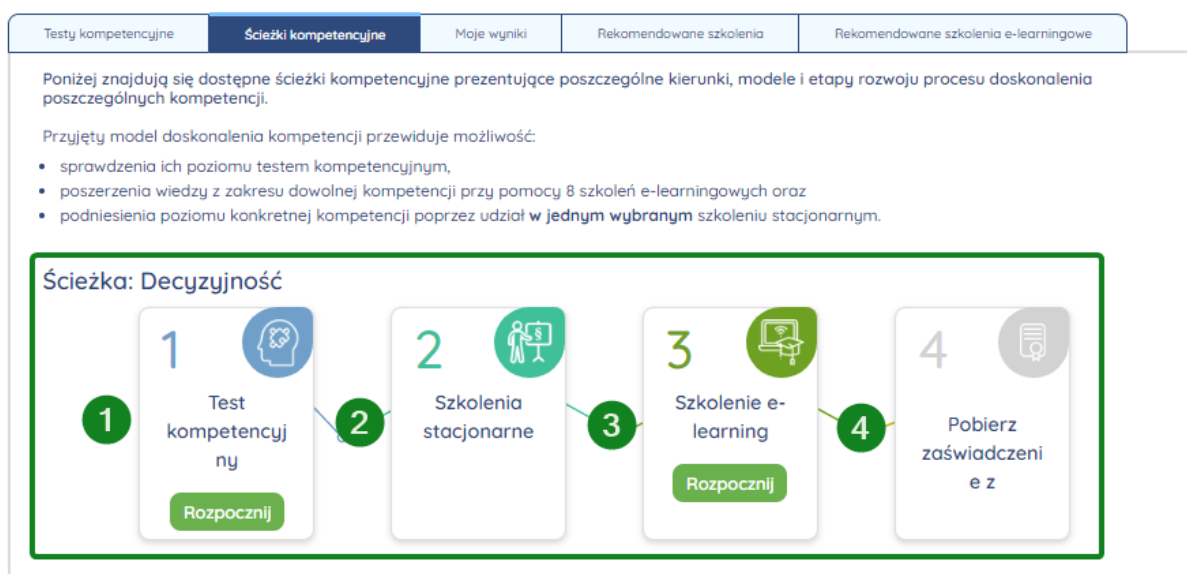 Testy kompetencyjne
Ścieżki kompetencyjne
Moje wyniki
Rekomendowane szkolenia
Rekomendowane szkolenia e-learningowe
Poniżej znajdują się dostępne ścieżki kompetencyjne prezentujące poszczególne kierunki, modele i etapy rozwoju procesu doskonalenia
poszczególnych kompetencji.
Przyjęty model doskonalenia kompetencji przewiduje możliwość:
• sprawdzenia ich poziomu testem kompetencyjnym,
• poszerzenia wiedzy z zakresu dowolnej kompetencji przy pomocy 8 szkoleń e-learningowych oraz
• podniesienia poziomu konkretnej kompetencji poprzez udział w jednym wybranym szkoleniu stacjonarnym.
Ścieżka: Decyzyjność
1
1
Test
kompetencyj
ny
Rozpocznij
2
2
§
Szkolenia
stacjonarne
3
3
Szkolenie e-
learning
Rozpocznij
4
4
Pobierz
zaświadczeni
e z